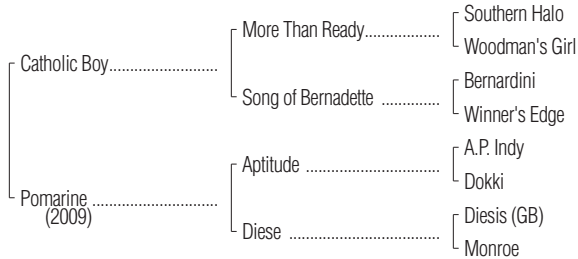 Southern Halo
More Than Ready..................
Woodman's Girl
Catholic Boy..........................
Bernardini
Song of Bernadette ..............
Winner's Edge
A.P. Indy
Aptitude ................................
Dokki
Pomarine ..............................
(2009)
Diesis (GB)
Diese ....................................
Monroe